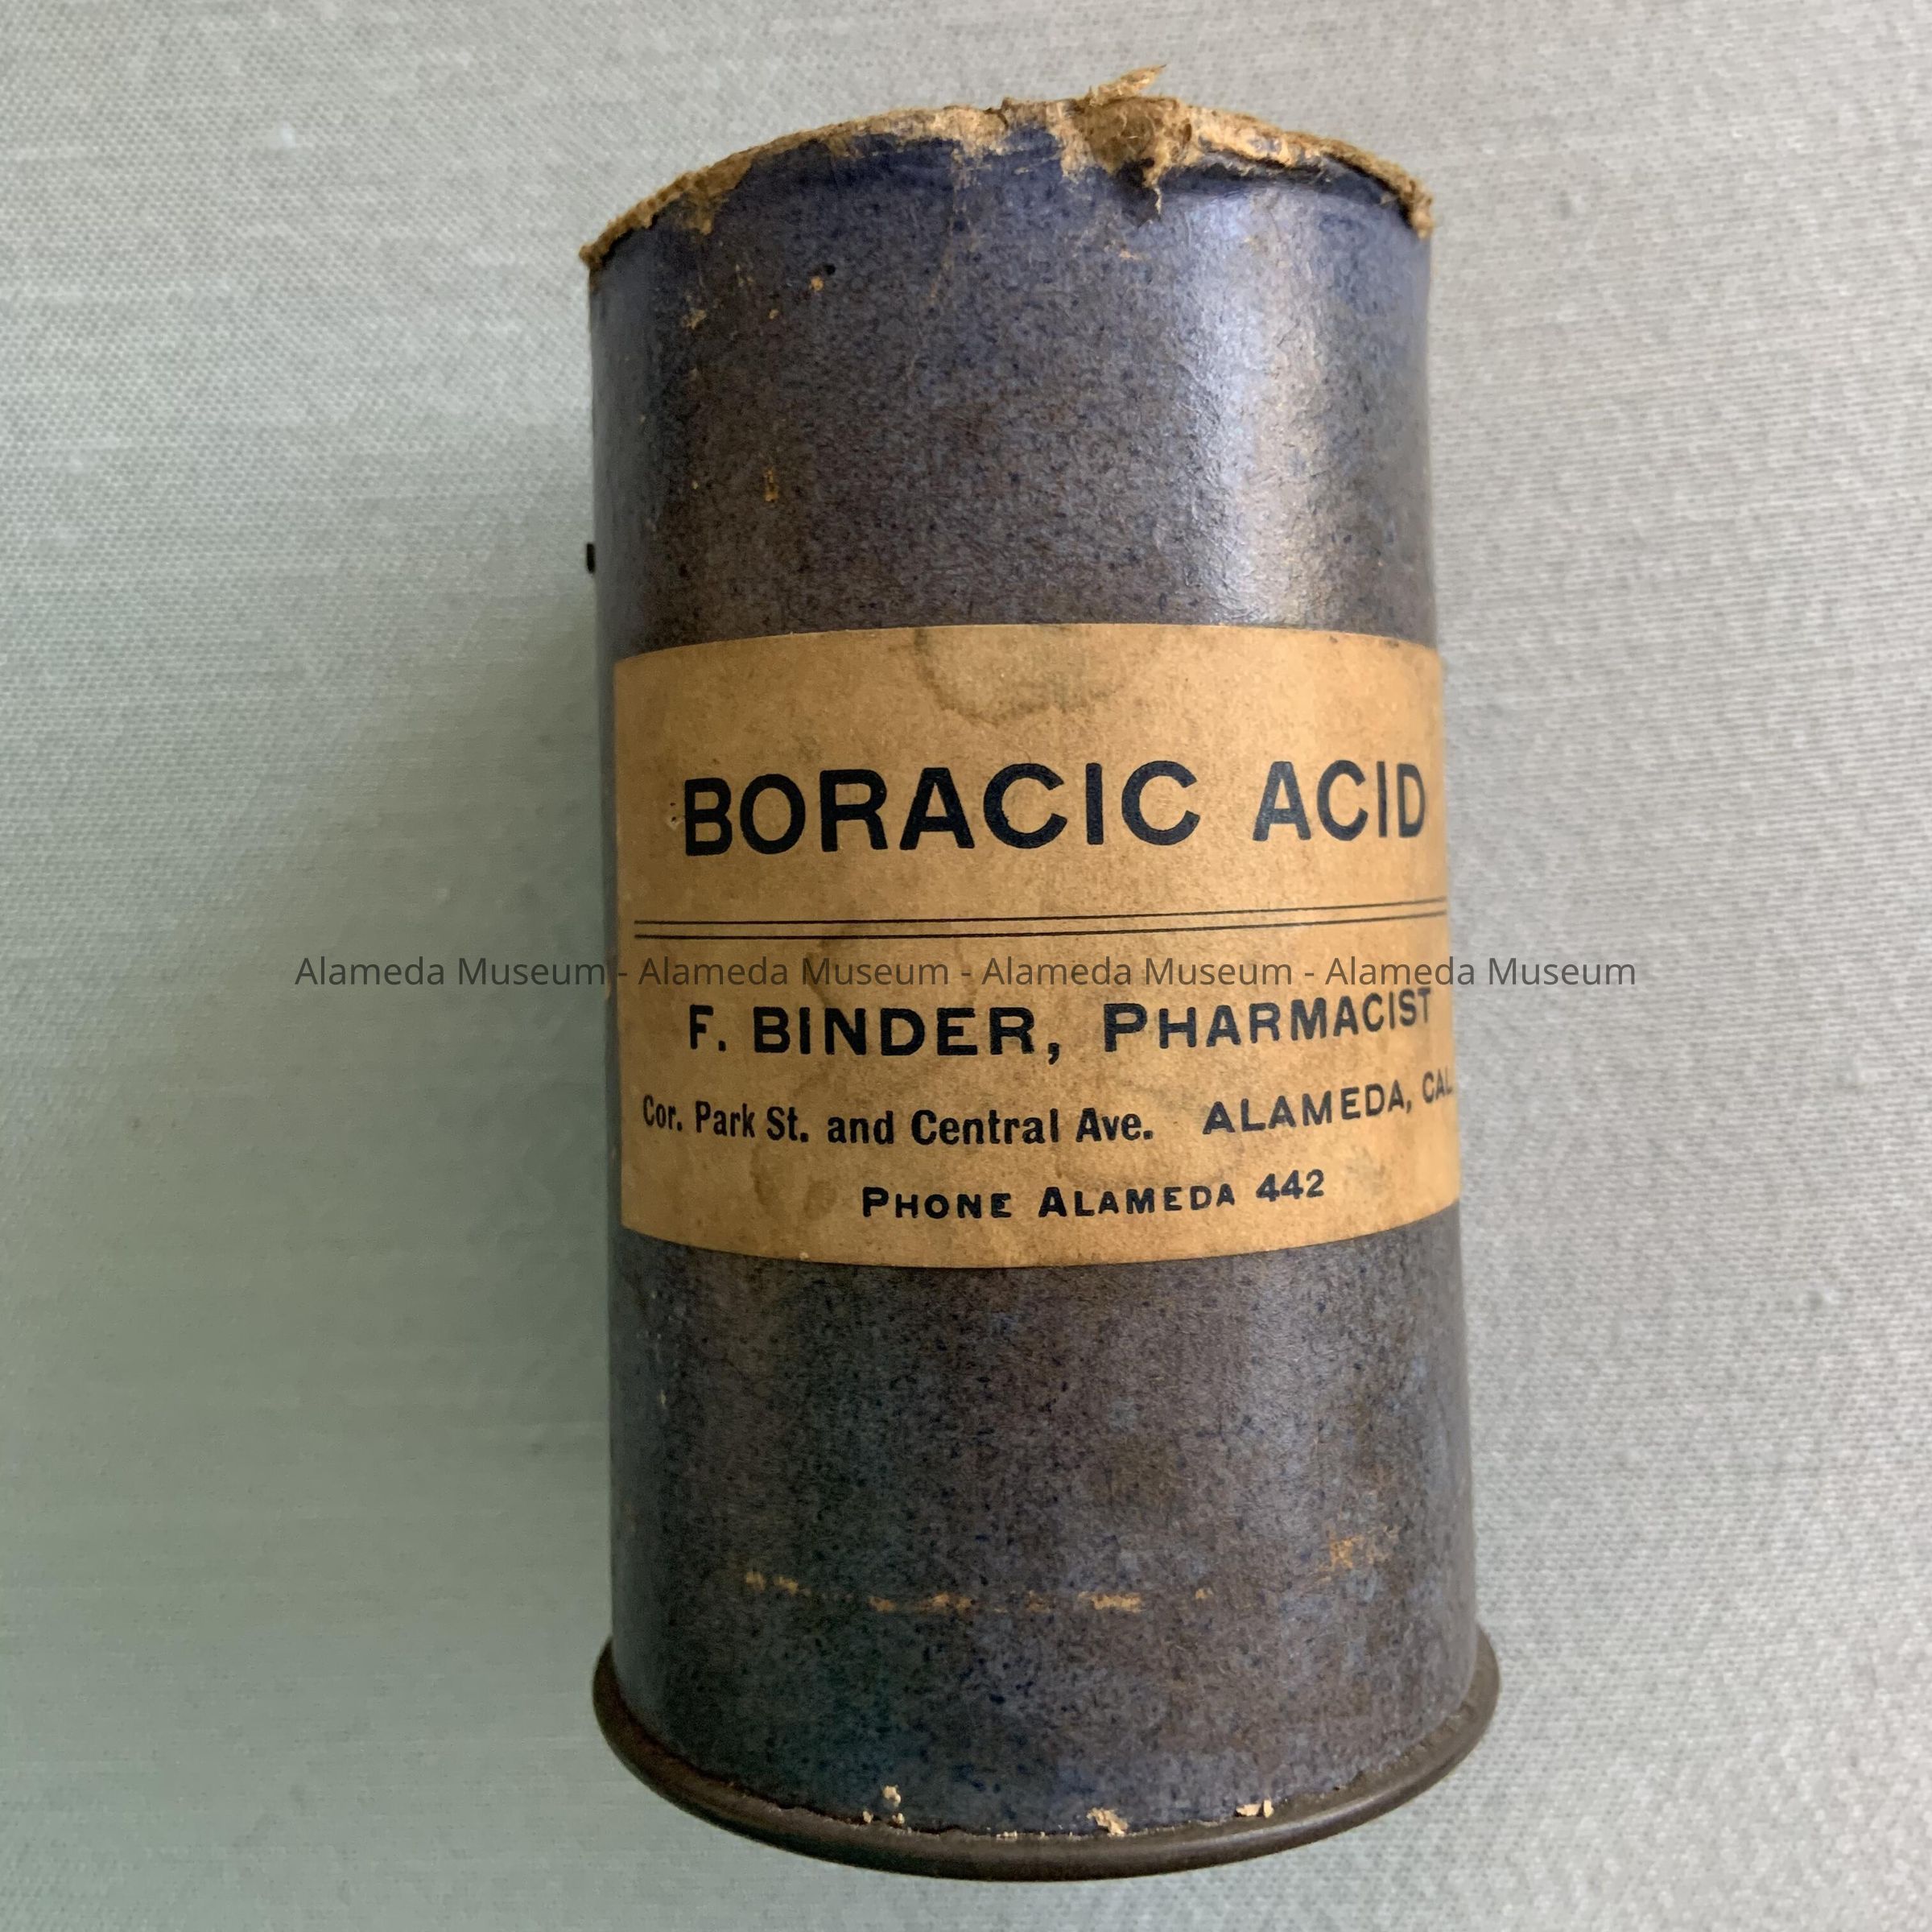 BORACIC ACID
Alameda Museum - Alameda Museum - Alameda Museum - Alameda Museum
F. BINDER, PHARMACIST
Cor. Park St. and Central Ave. ALAMEDA, CAL.
PHONE ALAMEDA 442